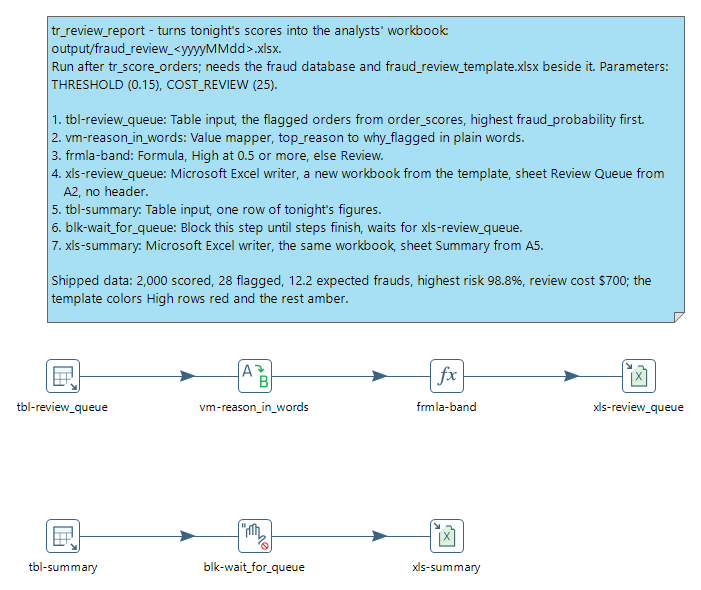 tr_review_report - turns tonight's scores into the analysts' workbook:
output/fraud_review_<yyyyMMdd>.xlsx.
Run after tr_score_orders; needs the fraud database and fraud_review_template.xlsx beside it. Parameters:
THRESHOLD (0.15), COST_REVIEW (25).

1. tbl-review_queue: Table input, the flagged orders from order_scores, highest fraud_probability first.
2. vm-reason_in_words: Value mapper, top_reason to why_flagged in plain words.
3. frmla-band: Formula, High at 0.5 or more, else Review.
4. xls-review_queue: Microsoft Excel writer, a new workbook from the template, sheet Review Queue from
A2, no header.
5. tbl-summary: Table input, one row of tonight's figures.
6. blk-wait_for_queue: Block this step until steps finish, waits for xls-review_queue.
7. xls-summary: Microsoft Excel writer, the same workbook, sheet Summary from A5.

Shipped data: 2,000 scored, 28 flagged, 12.2 expected frauds, highest risk 98.8%, review cost $700; the
template colors High rows red and the rest amber.

A B fx X
tbl-review_queue vm-reason_in_words frmla-band xls-review_queue
X
tbl-summary blk-wait_for_queue xls-summary